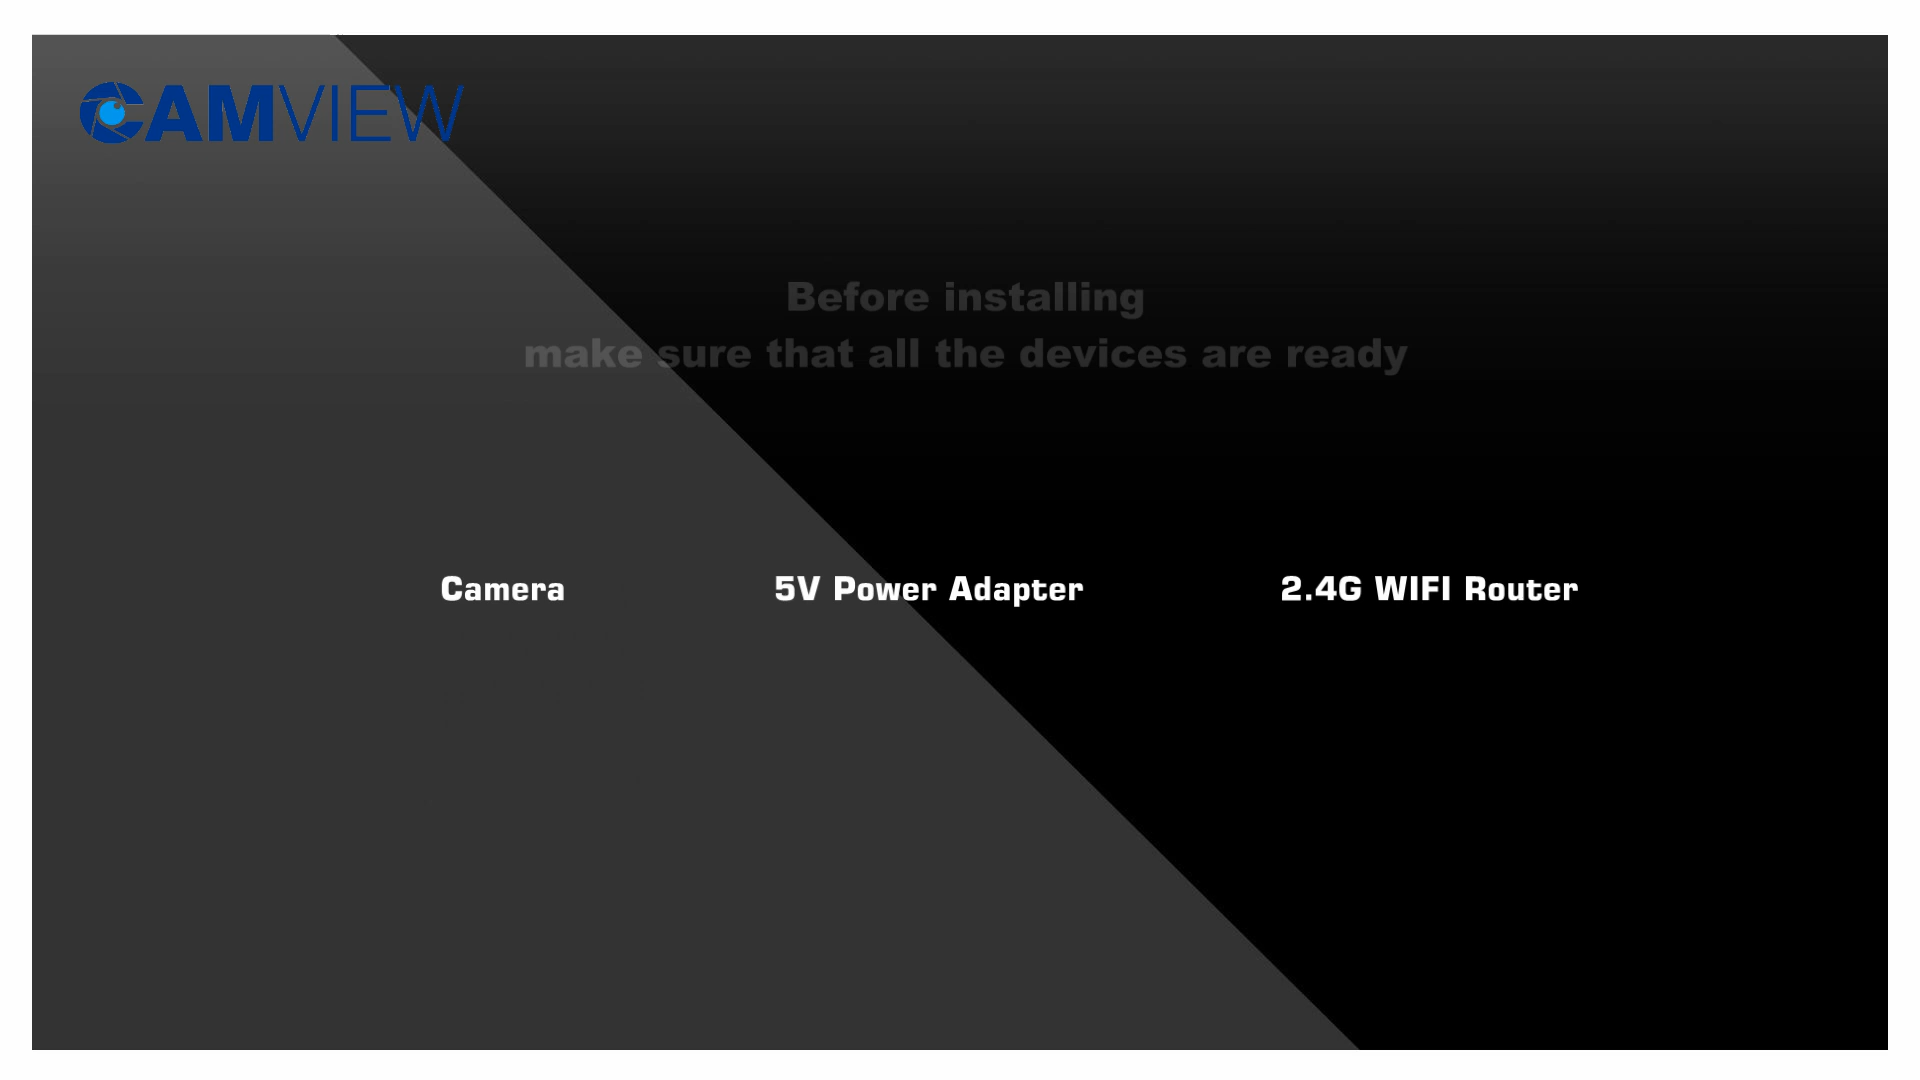 CAMVIEW
Before installing
make sure that all the devices are ready
Camera 5V Power Adapter 2.4G WIFI Router